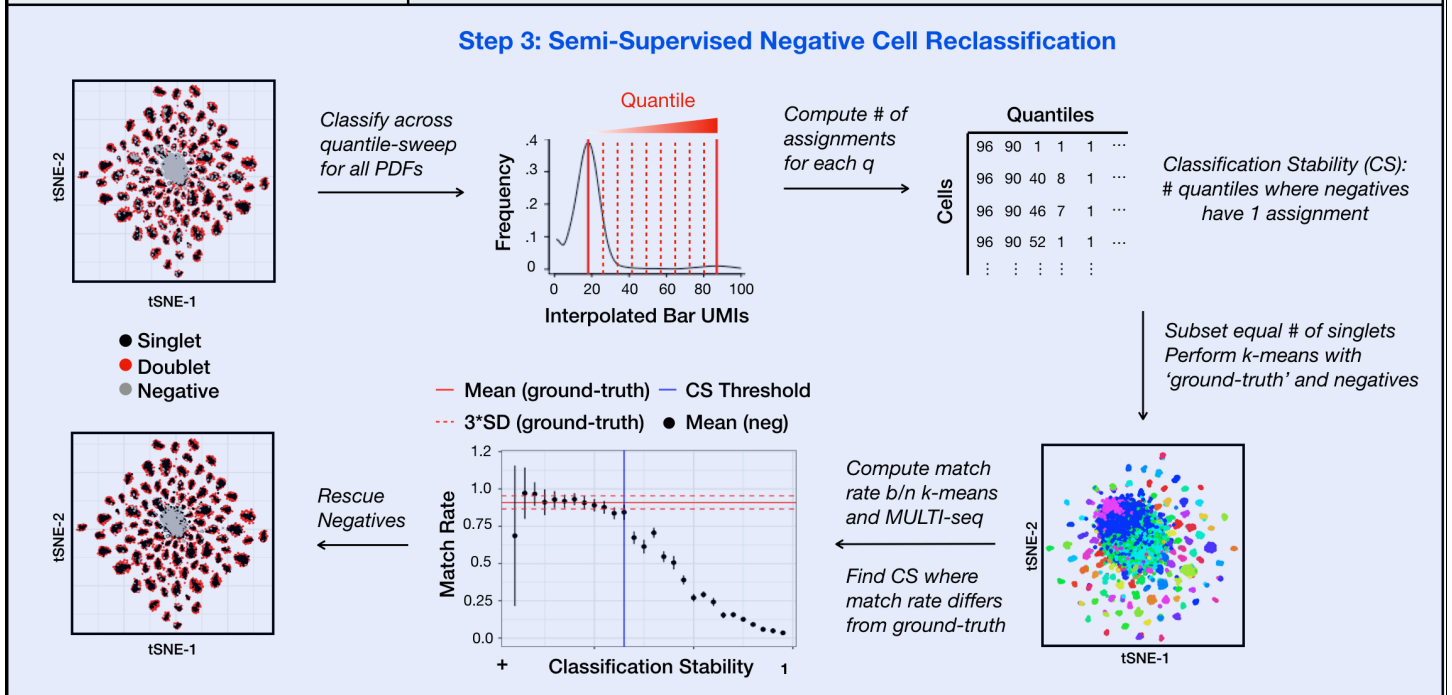 Step 3: Semi-Supervised Negative Cell Reclassification
tSNE-2
tSNE-1
Singlet
Doublet
Negative
Classify across
quantile-sweep
for all PDFs
Quantile
Frequency
.4
.3
.2
.1
0
0 20 40 60 80 100
Interpolated Bar UMIs
Compute # of
assignments
for each q
Quantiles
Cells
96 90 1 1 1 ...
96 90 40 8 1 ...
96 90 46 7 1 ...
96 90 52 1 1 ...
⋮ ⋮ ⋮ ⋮ ⋮
Classification Stability (CS):
# quantiles where negatives
have 1 assignment
Subset equal # of singlets
Perform k-means with
‘ground-truth’ and negatives
tSNE-2
tSNE-1
Compute match
rate b/n k-means
and MULTI-seq
Find CS where
match rate differs
from ground-truth
Mean (ground-truth) CS Threshold
3*SD (ground-truth) Mean (neg)
Match Rate
1.2
1.0
0.75
0.5
0.25
0.0
+ Classification Stability 1
Rescue
Negatives
tSNE-2
tSNE-1